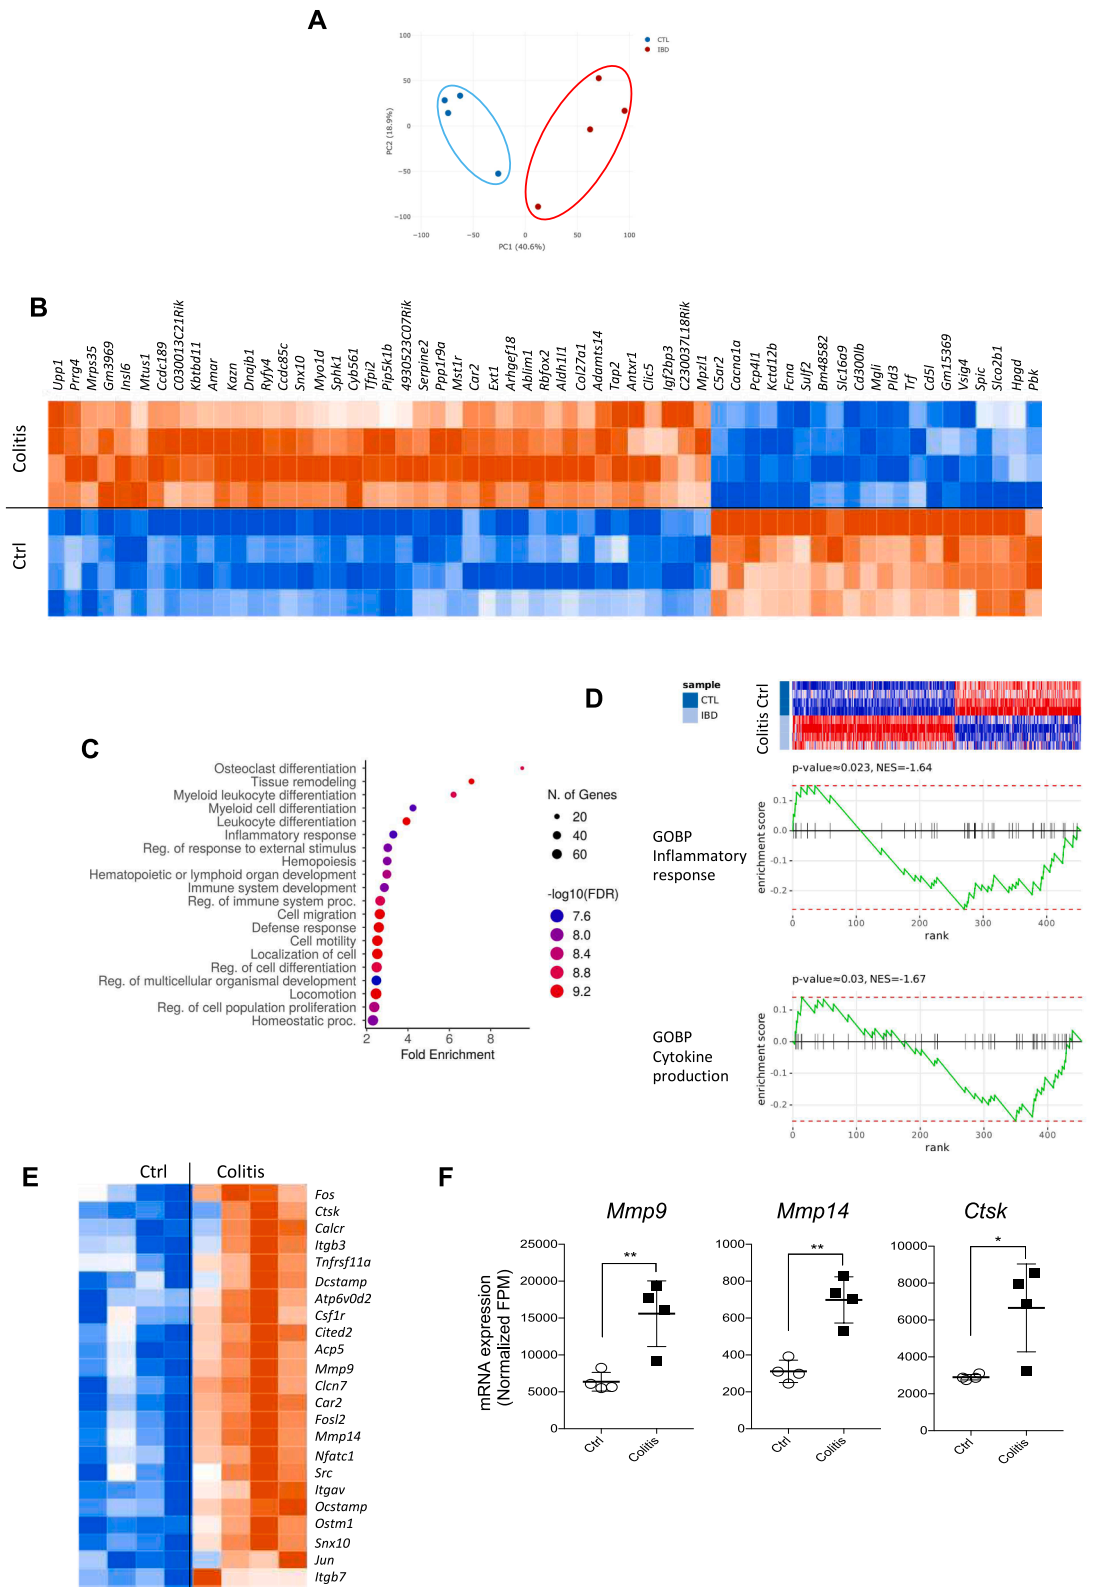 A
CTL
IBD
100
50
0
−50
−100
PC2 (18.9%)
−100
−50
0
50
100
PC1 (40.6%)
B
Upp1
Prrg4
Mrps35
Gm3969
Insl6
Mtus1
Ccdc189
C030013C21Rik
Kbtbd11
Amar
Kazn
Dnajb1
Ryfy4
Ccdc85c
Snx10
Myo1d
Sphk1
Cyb561
Tfpi2
Pip5k1b
4930523C07Rik
Serpine2
Ppp1r9a
Mst1r
Car2
Ext1
Arhgef18
Ablim1
Rbfox2
Aldh1l1
Col27a1
Adamts14
Tap2
Antxr1
Clic5
Igf2bp3
C230037L18Rik
Mpzl1
C5ar2
Cacna1a
Pcp4l1
Kctd12b
Fcna
Sulf2
Bm48582
Slc16a9
Cd300lb
Mgll
Pld3
Trf
Cd5l
Gm15369
Vsig4
Spic
Slco2b1
Hpgd
Pbk
Colitis
Ctrl
C
Osteoclast differentiation
Tissue remodeling
Myeloid leukocyte differentiation
Myeloid cell differentiation
Leukocyte differentiation
Inflammatory response
Reg. of response to external stimulus
Hemopoiesis
Hematopoietic or lymphoid organ development
Immune system development
Reg. of immune system proc.
Cell migration
Defense response
Cell motility
Localization of cell
Reg. of cell differentiation
Reg. of multicellular organismal development
Locomotion
Reg. of cell population proliferation
Homeostatic proc.
2 4 6 8
Fold Enrichment
N. of Genes
20
40
60
-log10(FDR)
7.6
8.0
8.4
8.8
9.2
D
sample
CTL
IBD
Colitis Ctrl
p-value≈0.023, NES=-1.64
GOBP
Inflammatory
response
enrichment score
0.1
0.0
-0.1
-0.2
0 100 200 300 400
rank
p-value≈0.03, NES=-1.67
GOBP
Cytokine
production
enrichment score
0.1
0.0
-0.1
-0.2
0 100 200 300 400
rank
E
Ctrl
Colitis
Fos
Ctsk
Calcr
Itgb3
Tnfrsf11a
Dcstamp
Atp6v0d2
Csf1r
Cited2
Acp5
Mmp9
Clcn7
Car2
Fosl2
Mmp14
Nfatc1
Src
Itgav
Ocstamp
Ostm1
Snx10
Jun
Itgb7
F
mRNA expression
(Normalized FPM)
Mmp9
25000
20000
15000
10000
5000
0
**
Ctrl
Colitis
Mmp14
1000
800
600
400
200
0
**
Ctrl
Colitis
Ctsk
10000
8000
6000
4000
2000
0
*
Ctrl
Colitis